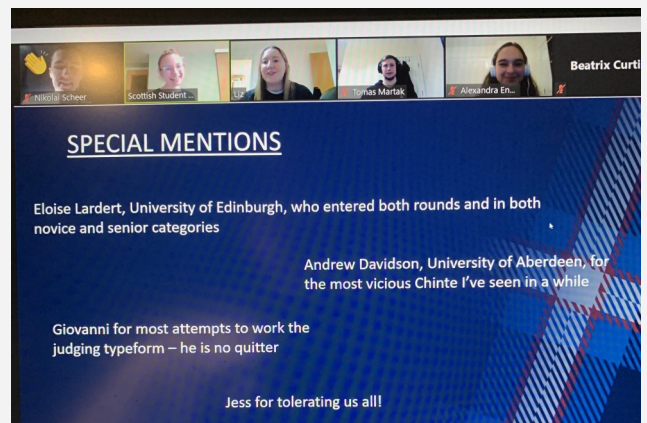 Nikolai Scheer
Scottish Student ...
Liz
Tomas Martak
Alexandra En...
Beatrix Curti
SPECIAL MENTIONS
Eloise Lardert, University of Edinburgh, who entered both rounds and in both
novice and senior categories
Andrew Davidson, University of Aberdeen, for
the most vicious Chinte I've seen in a while
Giovanni for most attempts to work the
judging typeform – he is no quitter
Jess for tolerating us all!